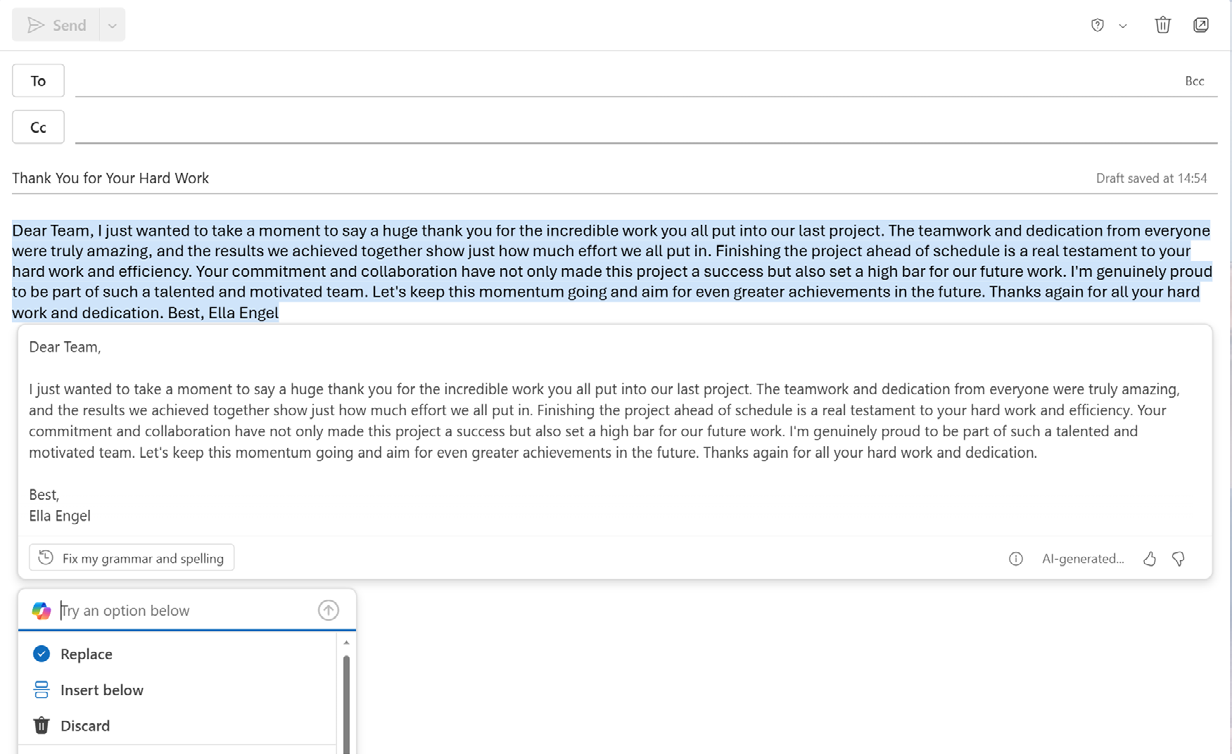 Send
To
Bcc
Cc
Thank You for Your Hard Work
Draft saved at 14:54
Dear Team, I just wanted to take a moment to say a huge thank you for the incredible work you all put into our last project. The teamwork and dedication from everyone
were truly amazing, and the results we achieved together show just how much effort we all put in. Finishing the project ahead of schedule is a real testament to your
hard work and efficiency. Your commitment and collaboration have not only made this project a success but also set a high bar for our future work. I'm genuinely proud
to be part of such a talented and motivated team. Let's keep this momentum going and aim for even greater achievements in the future. Thanks again for all your hard
work and dedication. Best, Ella Engel
Dear Team,
I just wanted to take a moment to say a huge thank you for the incredible work you all put into our last project. The teamwork and dedication from everyone were truly amazing,
and the results we achieved together show just how much effort we all put in. Finishing the project ahead of schedule is a real testament to your hard work and efficiency. Your
commitment and collaboration have not only made this project a success but also set a high bar for our future work. I'm genuinely proud to be part of such a talented and
motivated team. Let's keep this momentum going and aim for even greater achievements in the future. Thanks again for all your hard work and dedication.
Best,
Ella Engel
Fix my grammar and spelling
AI-generated...
Try an option below
Replace
Insert below
Discard